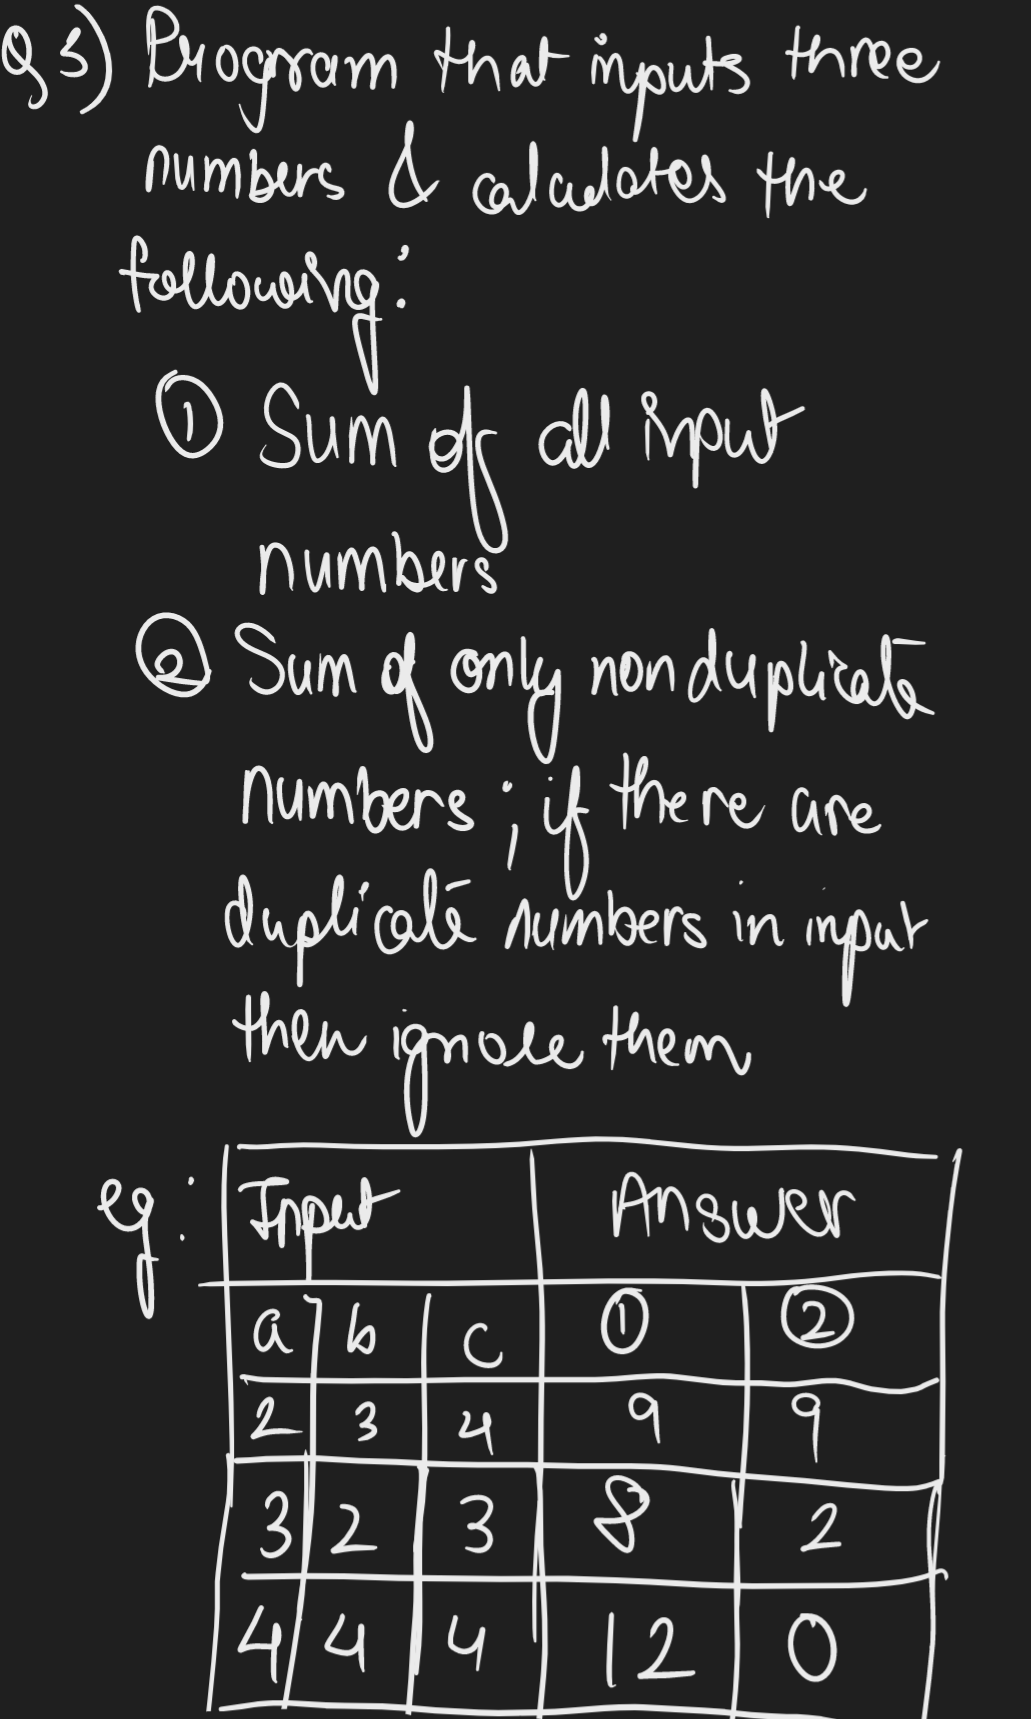 Q3) Program that inputs three
numbers & calculates the
following:
① Sum of all input
numbers
② Sum of only nonduplicate
numbers ; if there are
duplicate numbers in input
then ignore them
eg: Input Answer
a b c ① ②
2 3 4 9 9
3 2 3 8 2
4 4 4 12 0